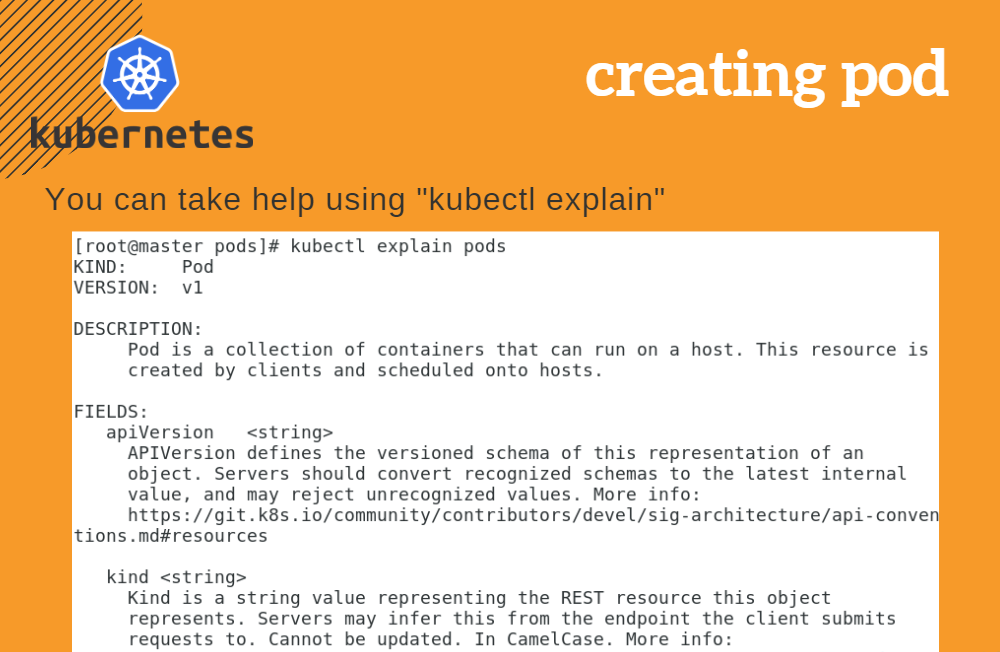 kubernetes
creating pod
You can take help using "kubectl explain"
[root@master pods]# kubectl explain pods
KIND:     Pod
VERSION:  v1
DESCRIPTION:
     Pod is a collection of containers that can run on a host. This resource is
     created by clients and scheduled onto hosts.
FIELDS:
   apiVersion   <string>
     APIVersion defines the versioned schema of this representation of an
     object. Servers should convert recognized schemas to the latest internal
     value, and may reject unrecognized values. More info:
     https://git.k8s.io/community/contributors/devel/sig-architecture/api-conven
tions.md#resources
   kind <string>
     Kind is a string value representing the REST resource this object
     represents. Servers may infer this from the endpoint the client submits
     requests to. Cannot be updated. In CamelCase. More info: